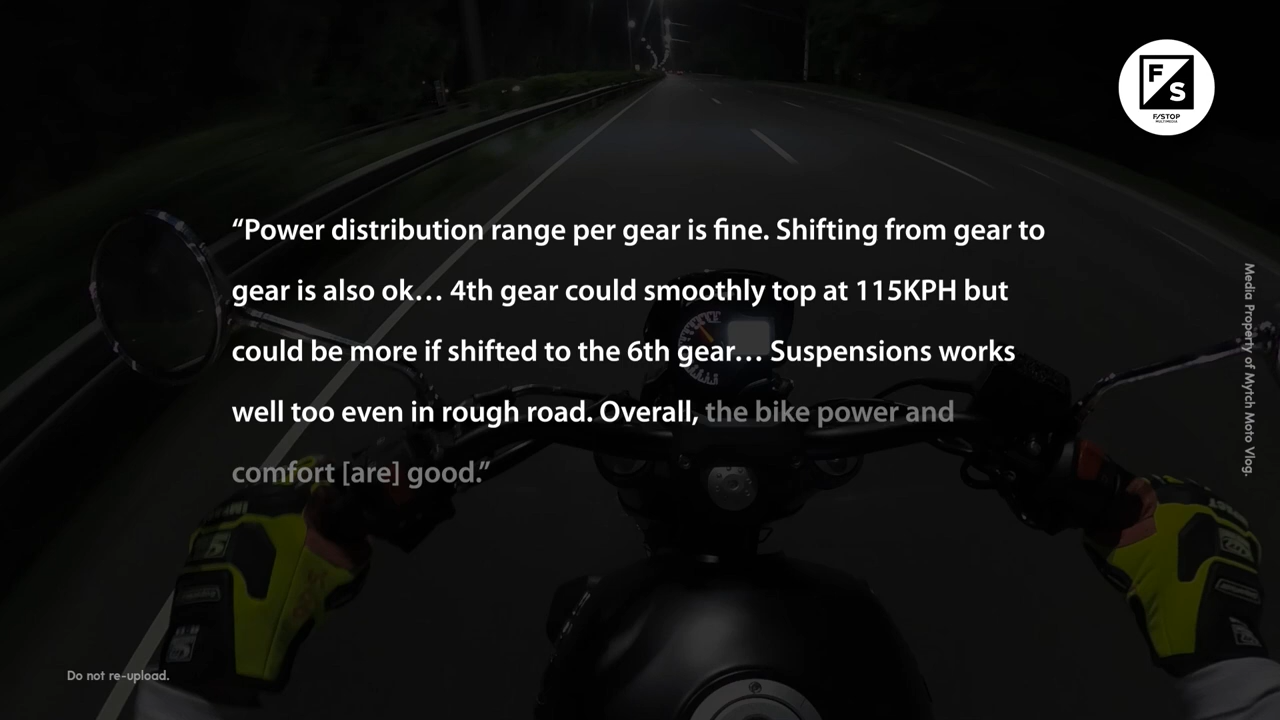 F
S
F/STOP
MULTIMEDIA
“Power distribution range per gear is fine. Shifting from gear to
gear is also ok… 4th gear could smoothly top at 115KPH but
could be more if shifted to the 6th gear… Suspensions works
well too even in rough road. Overall, the bike power and
comfort [are] good.”
Media Property of Mytch Moto Vlog.
Do not re-upload.